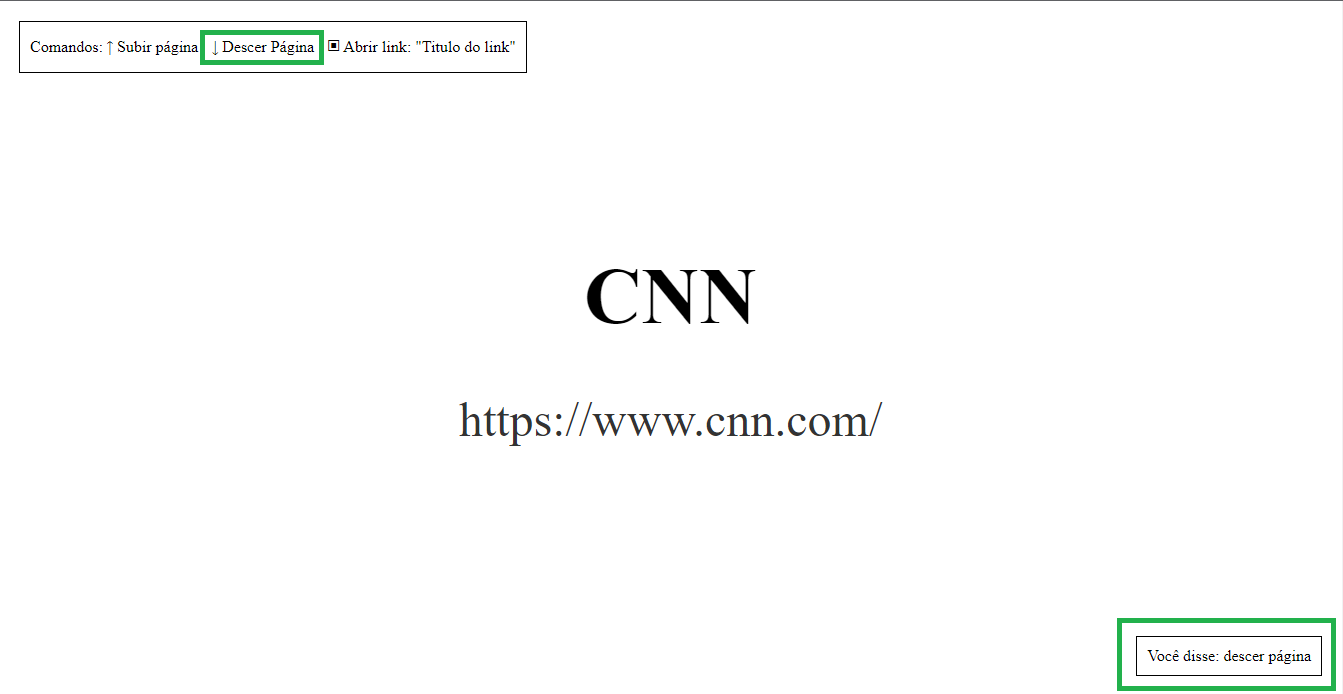 Comandos: ↑ Subir página ↓ Descer Página ▣ Abrir link: "Titulo do link"
CNN
https://www.cnn.com/
Você disse: descer página